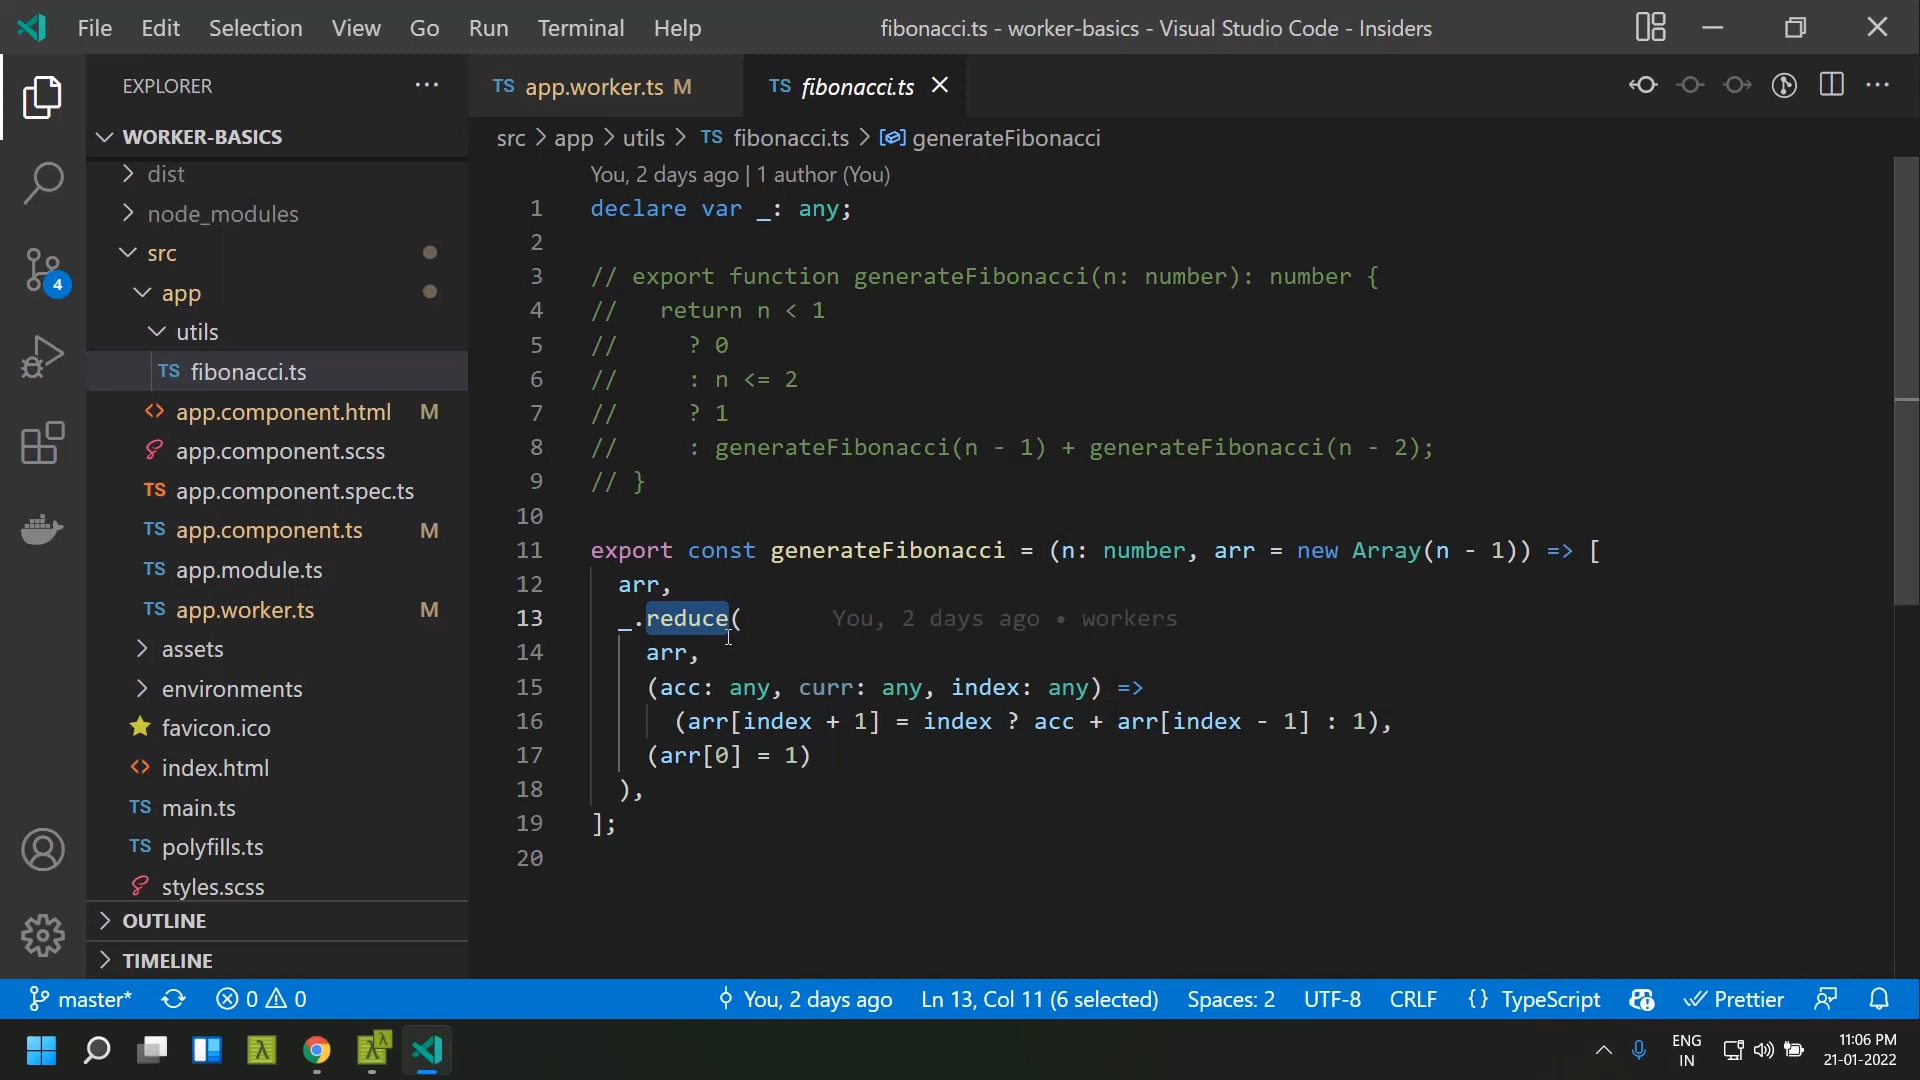 File Edit Selection View Go Run Terminal Help
fibonacci.ts - worker-basics - Visual Studio Code - Insiders
EXPLORER
WORKER-BASICS
dist
node_modules
src
app
utils
TS fibonacci.ts
app.component.html M
app.component.scss
TS app.component.spec.ts
TS app.component.ts M
TS app.module.ts
TS app.worker.ts M
assets
environments
favicon.ico
index.html
TS main.ts
TS polyfills.ts
styles.scss
OUTLINE
TIMELINE
4
TS app.worker.ts M
TS fibonacci.ts
src > app > utils > TS fibonacci.ts > generateFibonacci
You, 2 days ago | 1 author (You)
1 declare var _: any;
2
3 // export function generateFibonacci(n: number): number {
4 //   return n < 1
5 //     ? 0
6 //     : n <= 2
7 //     ? 1
8 //     : generateFibonacci(n - 1) + generateFibonacci(n - 2);
9 // }
10
11 export const generateFibonacci = (n: number, arr = new Array(n - 1)) => [
12   arr,
13   _.reduce( You, 2 days ago • workers
14     arr,
15     (acc: any, curr: any, index: any) =>
16       (arr[index + 1] = index ? acc + arr[index - 1] : 1),
17     (arr[0] = 1)
18   ),
19 ];
20
master* 0 0 You, 2 days ago Ln 13, Col 11 (6 selected) Spaces: 2 UTF-8 CRLF {} TypeScript Prettier
ENG
IN
11:06 PM
21-01-2022